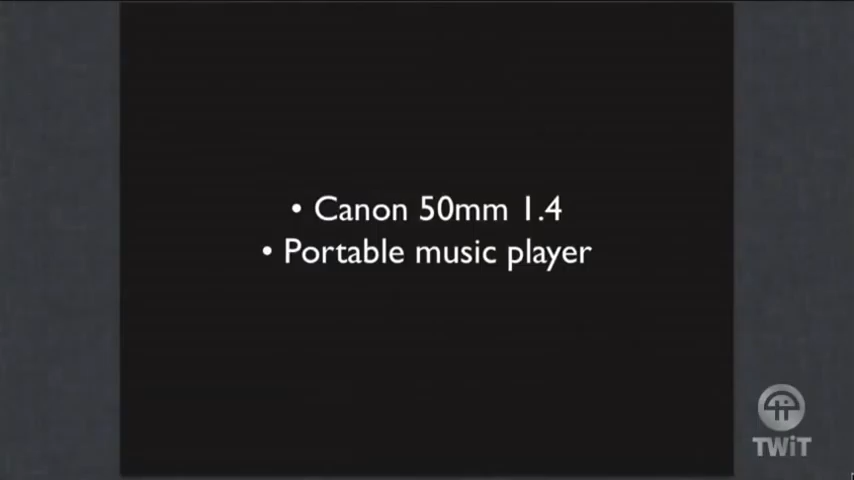 • Canon 50mm 1.4
• Portable music player
TWiT